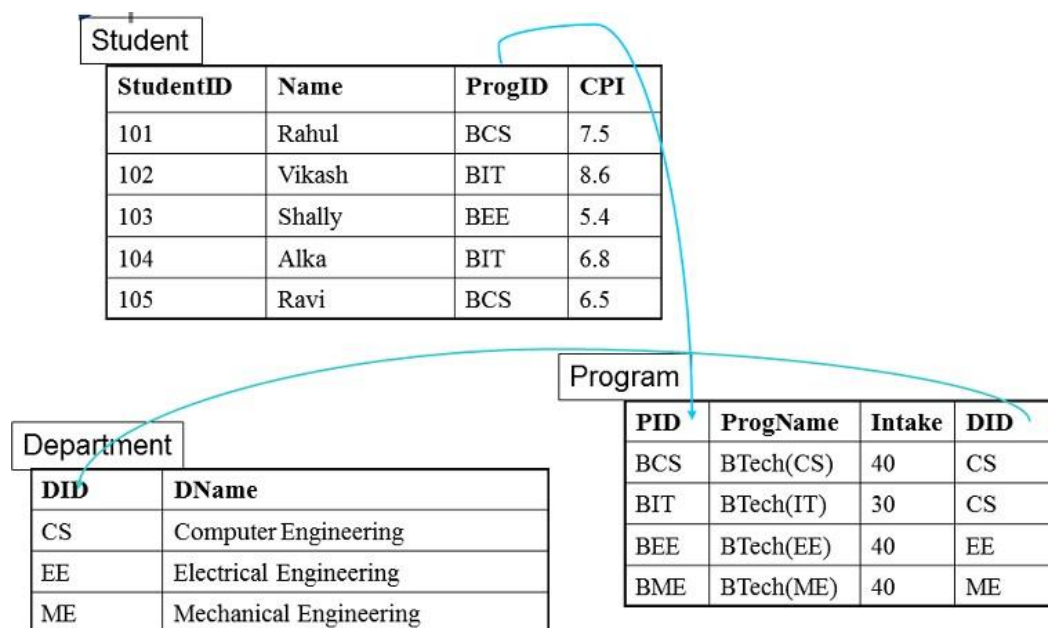 Student
StudentID Name ProgID CPI
101 Rahul BCS 7.5
102 Vikash BIT 8.6
103 Shally BEE 5.4
104 Alka BIT 6.8
105 Ravi BCS 6.5
Program
PID ProgName Intake DID
BCS BTech(CS) 40 CS
BIT BTech(IT) 30 CS
BEE BTech(EE) 40 EE
BME BTech(ME) 40 ME
Department
DID DName
CS Computer Engineering
EE Electrical Engineering
ME Mechanical Engineering